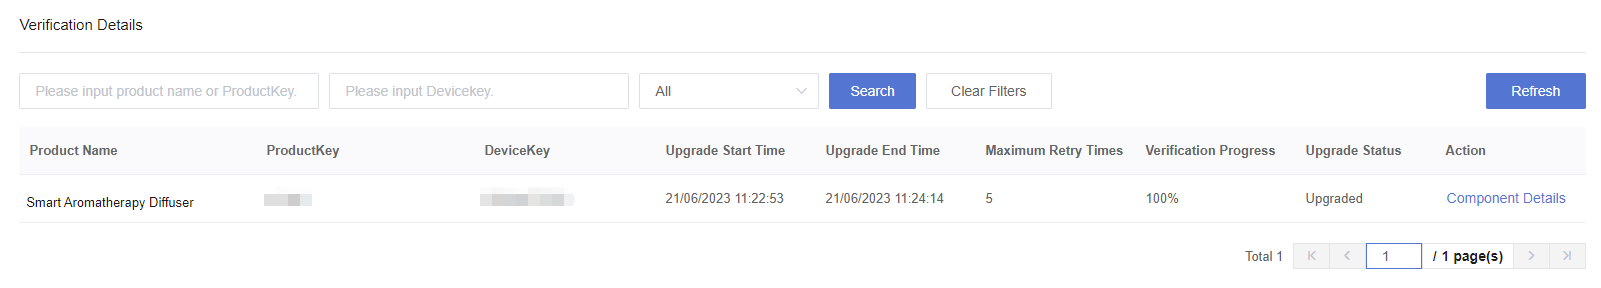 Verification Details
Please input product name or ProductKey. Please input Devicekey. All Search Clear Filters Refresh
Product Name ProductKey DeviceKey Upgrade Start Time Upgrade End Time Maximum Retry Times Verification Progress Upgrade Status Action
Smart Aromatherapy Diffuser 21/06/2023 11:22:53 21/06/2023 11:24:14 5 100% Upgraded Component Details
Total 1 1 / 1 page(s)